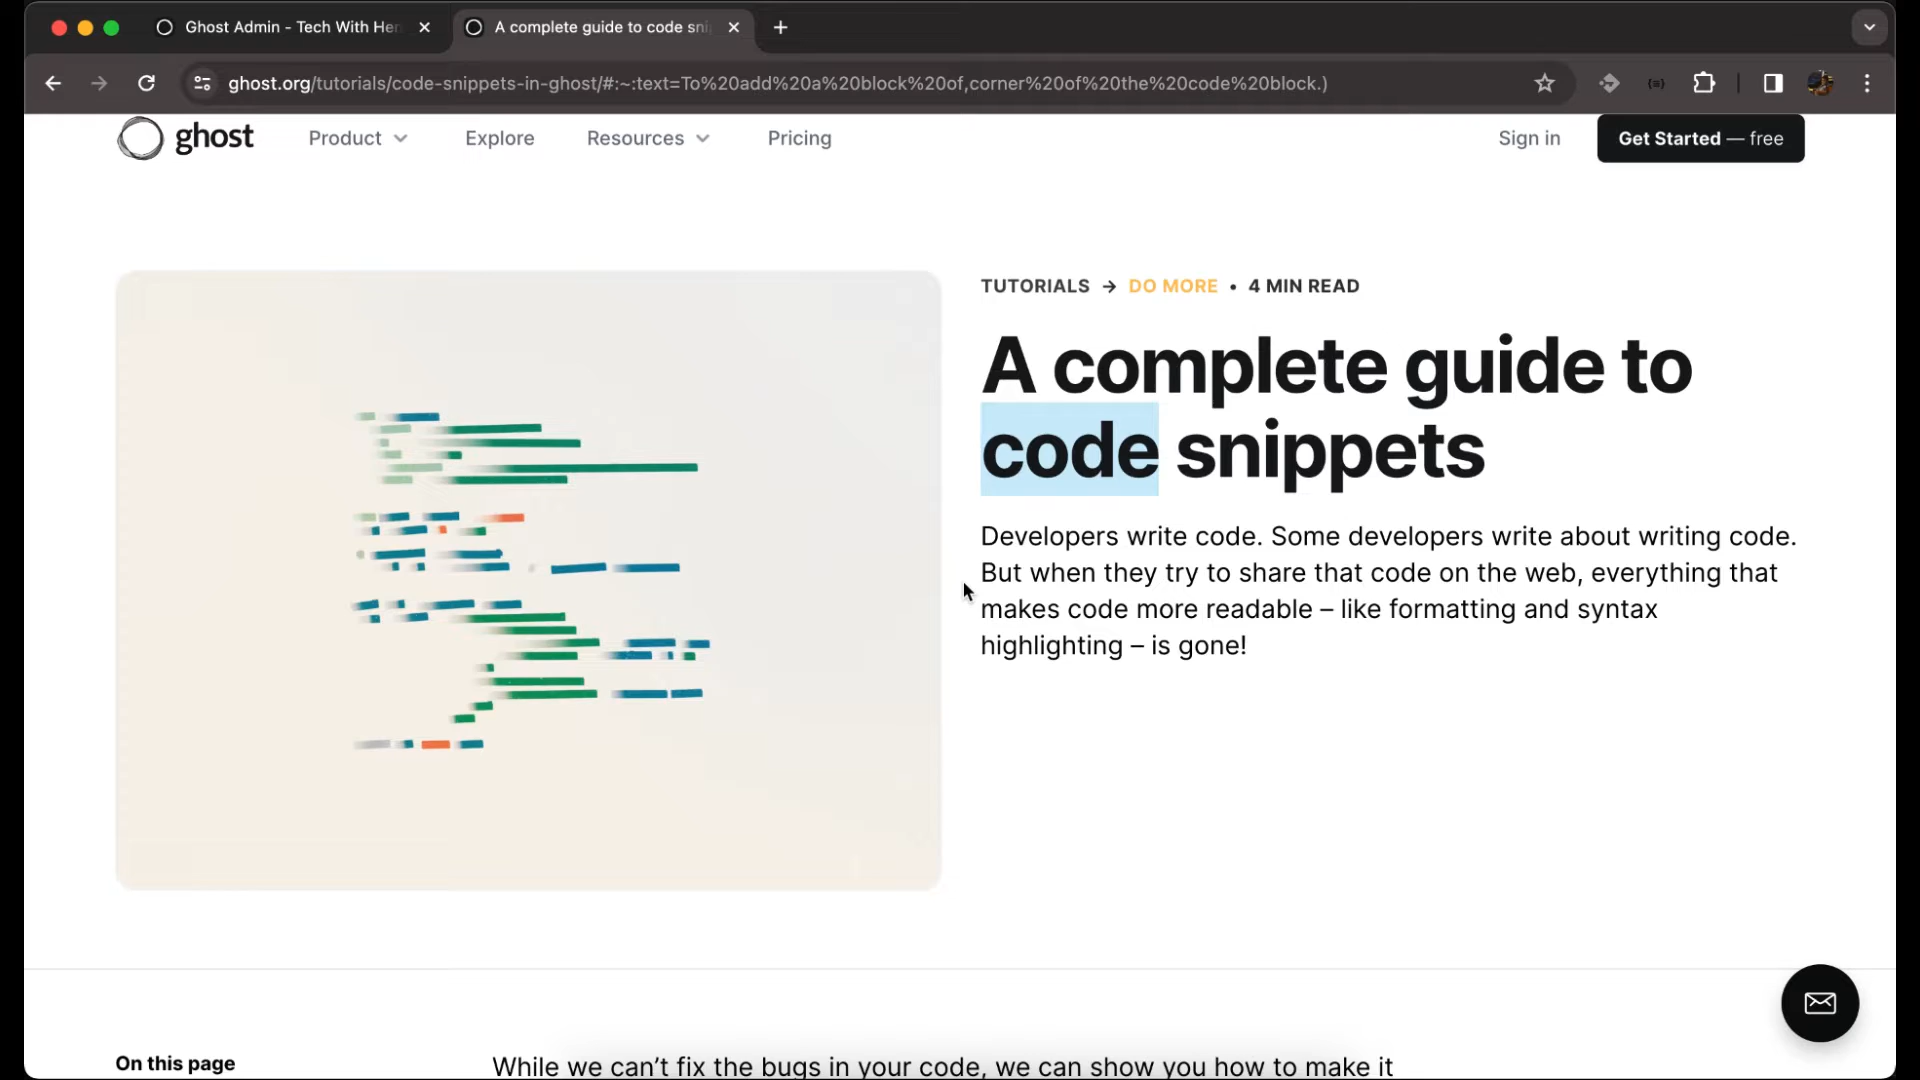 Ghost Admin - Tech With Her
A complete guide to code sni
ghost.org/tutorials/code-snippets-in-ghost/#:~:text=To%20add%20a%20block%20of,corner%20of%20the%20code%20block.)
ghost
Product
Explore
Resources
Pricing
Sign in
Get Started — free
TUTORIALS → DO MORE • 4 MIN READ
A complete guide to
code snippets
Developers write code. Some developers write about writing code.
But when they try to share that code on the web, everything that
makes code more readable – like formatting and syntax
highlighting – is gone!
On this page
While we can’t fix the bugs in your code, we can show you how to make it